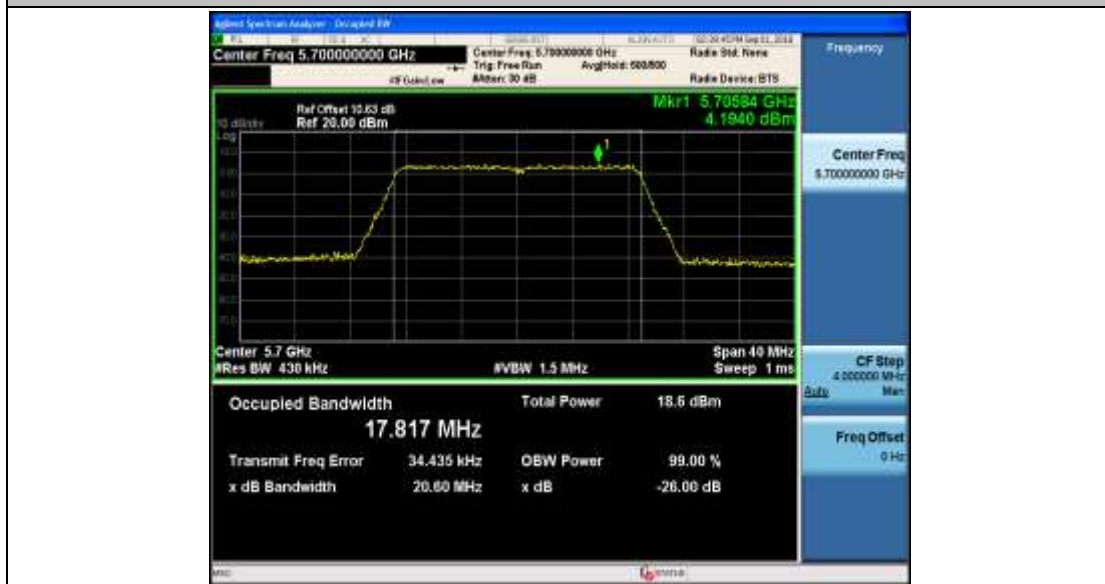 Agilent Spectrum Analyzer - Occupied BW
Center Freq 5.700000000 GHz
Center Freq: 5.700000000 GHz
Radio Std: None
Trig: Free Run
Avg|Hold: 500/500
#IFGain:Low
#Atten: 30 dB
Radio Device: BTS
Frequency
Ref Offset 10.63 dB
Mkr1 5.70584 GHz
10 dB/div
Ref 20.00 dBm
4.1940 dBm
Log
1
Center Freq
5.700000000 GHz
Center 5.7 GHz
Span 40 MHz
#Res BW 430 kHz
#VBW 1.5 MHz
Sweep 1 ms
CF Step
4.000000 MHz
Auto
Man
Occupied Bandwidth
Total Power
18.6 dBm
17.817 MHz
Freq Offset
0 Hz
Transmit Freq Error
34.435 kHz
OBW Power
99.00 %
x dB Bandwidth
20.60 MHz
x dB
-26.00 dB
MSG
STATUS